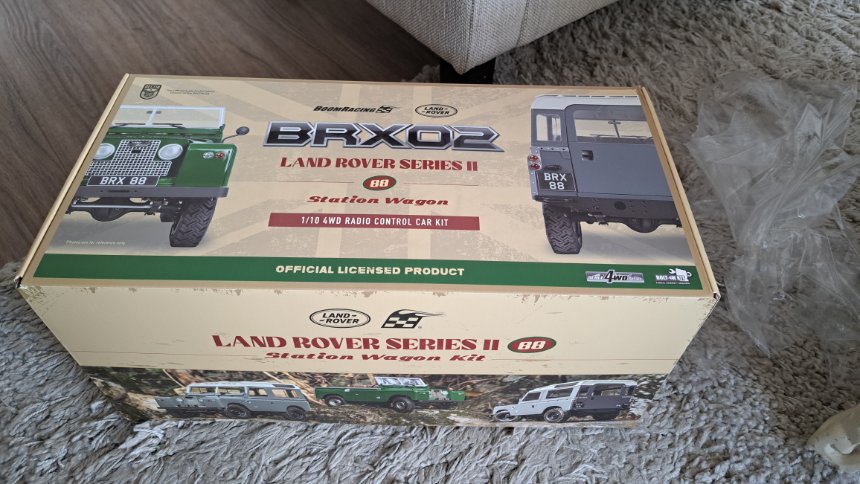 BOOMRACING
LAND ROVER
BRX02
LAND ROVER SERIES II
88
Station Wagon
1/10 4WD RADIO CONTROL CAR KIT
BRX 88
BRX
88
OFFICIAL LICENSED PRODUCT
4WD
LAND ROVER
LAND ROVER SERIES II 88
Station Wagon Kit